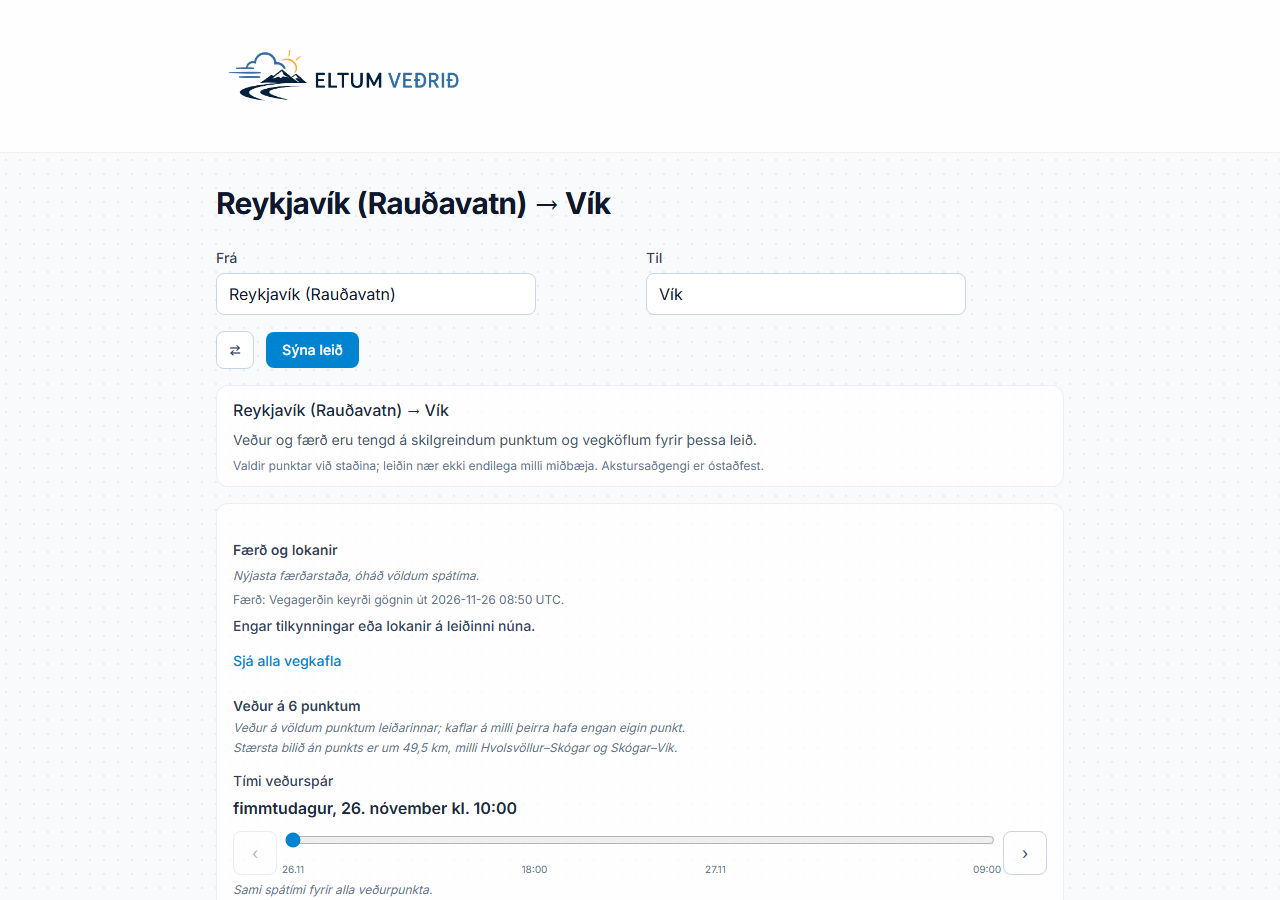 ELTUM VEÐRIÐ
Reykjavík (Rauðavatn) → Vík
Frá
Til
Reykjavík (Rauðavatn)
Vík
⇄
Sýna leið
Reykjavík (Rauðavatn) → Vík
Veður og færð eru tengd á skilgreindum punktum og vegköflum fyrir þessa leið.
Valdir punktar við staðina; leiðin nær ekki endilega milli miðbæja. Akstursaðgengi er óstaðfest.
Færð og lokanir
Nýjasta færðarstaða, óháð völdum spátíma.
Færð: Vegagerðin keyrði gögnin út 2026-11-26 08:50 UTC.
Engar tilkynningar eða lokanir á leiðinni núna.
Sjá alla vegkafla
Veður á 6 punktum
Veður á völdum punktum leiðarinnar; kaflar á milli þeirra hafa engan eigin punkt.
Stærsta bilið án punkts er um 49,5 km, milli Hvolsvöllur–Skógar og Skógar–Vík.
Tími veðurspár
fimmtudagur, 26. nóvember kl. 10:00
‹
›
26.11 18:00 27.11 09:00
Sami spátími fyrir alla veðurpunkta.